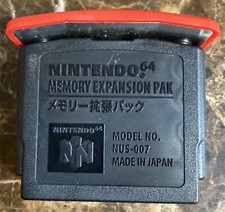 NINTENDO64®
MEMORY EXPANSION PAK
メモリー拡張パック
NINTENDO64
N
MODEL NO.
NUS-007
MADE IN JAPAN